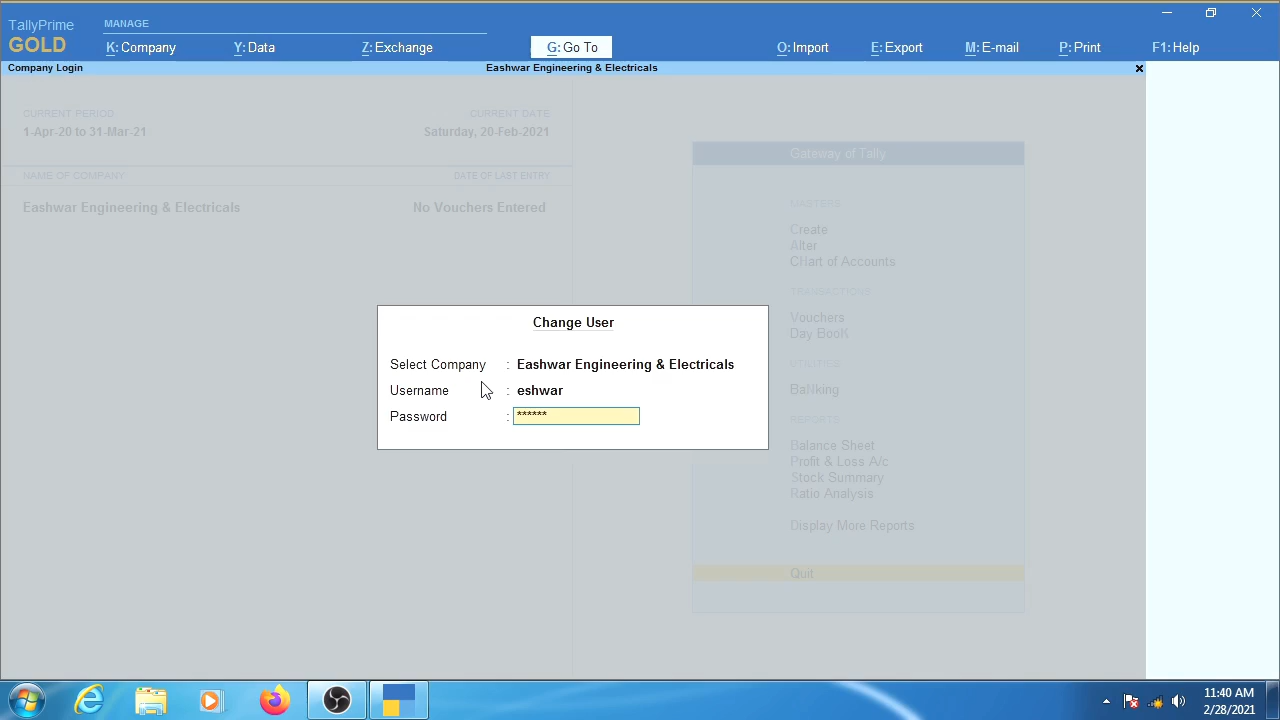 TallyPrime
GOLD
MANAGE
K: Company
Y: Data
Z: Exchange
G: Go To
O: Import
E: Export
M: E-mail
P: Print
F1: Help
Company Login
Eashwar Engineering & Electricals
CURRENT PERIOD
CURRENT DATE
1-Apr-20 to 31-Mar-21
Saturday, 20-Feb-2021
NAME OF COMPANY
DATE OF LAST ENTRY
Eashwar Engineering & Electricals
No Vouchers Entered
Gateway of Tally
MASTERS
Create
Alter
CHart of Accounts
TRANSACTIONS
Vouchers
Day BooK
UTILITIES
BaNking
REPORTS
Balance Sheet
Profit & Loss A/c
Stock Summary
Ratio Analysis
Display More Reports
Quit
Change User
Select Company : Eashwar Engineering & Electricals
Username : eshwar
Password : ******
11:40 AM
2/28/2021